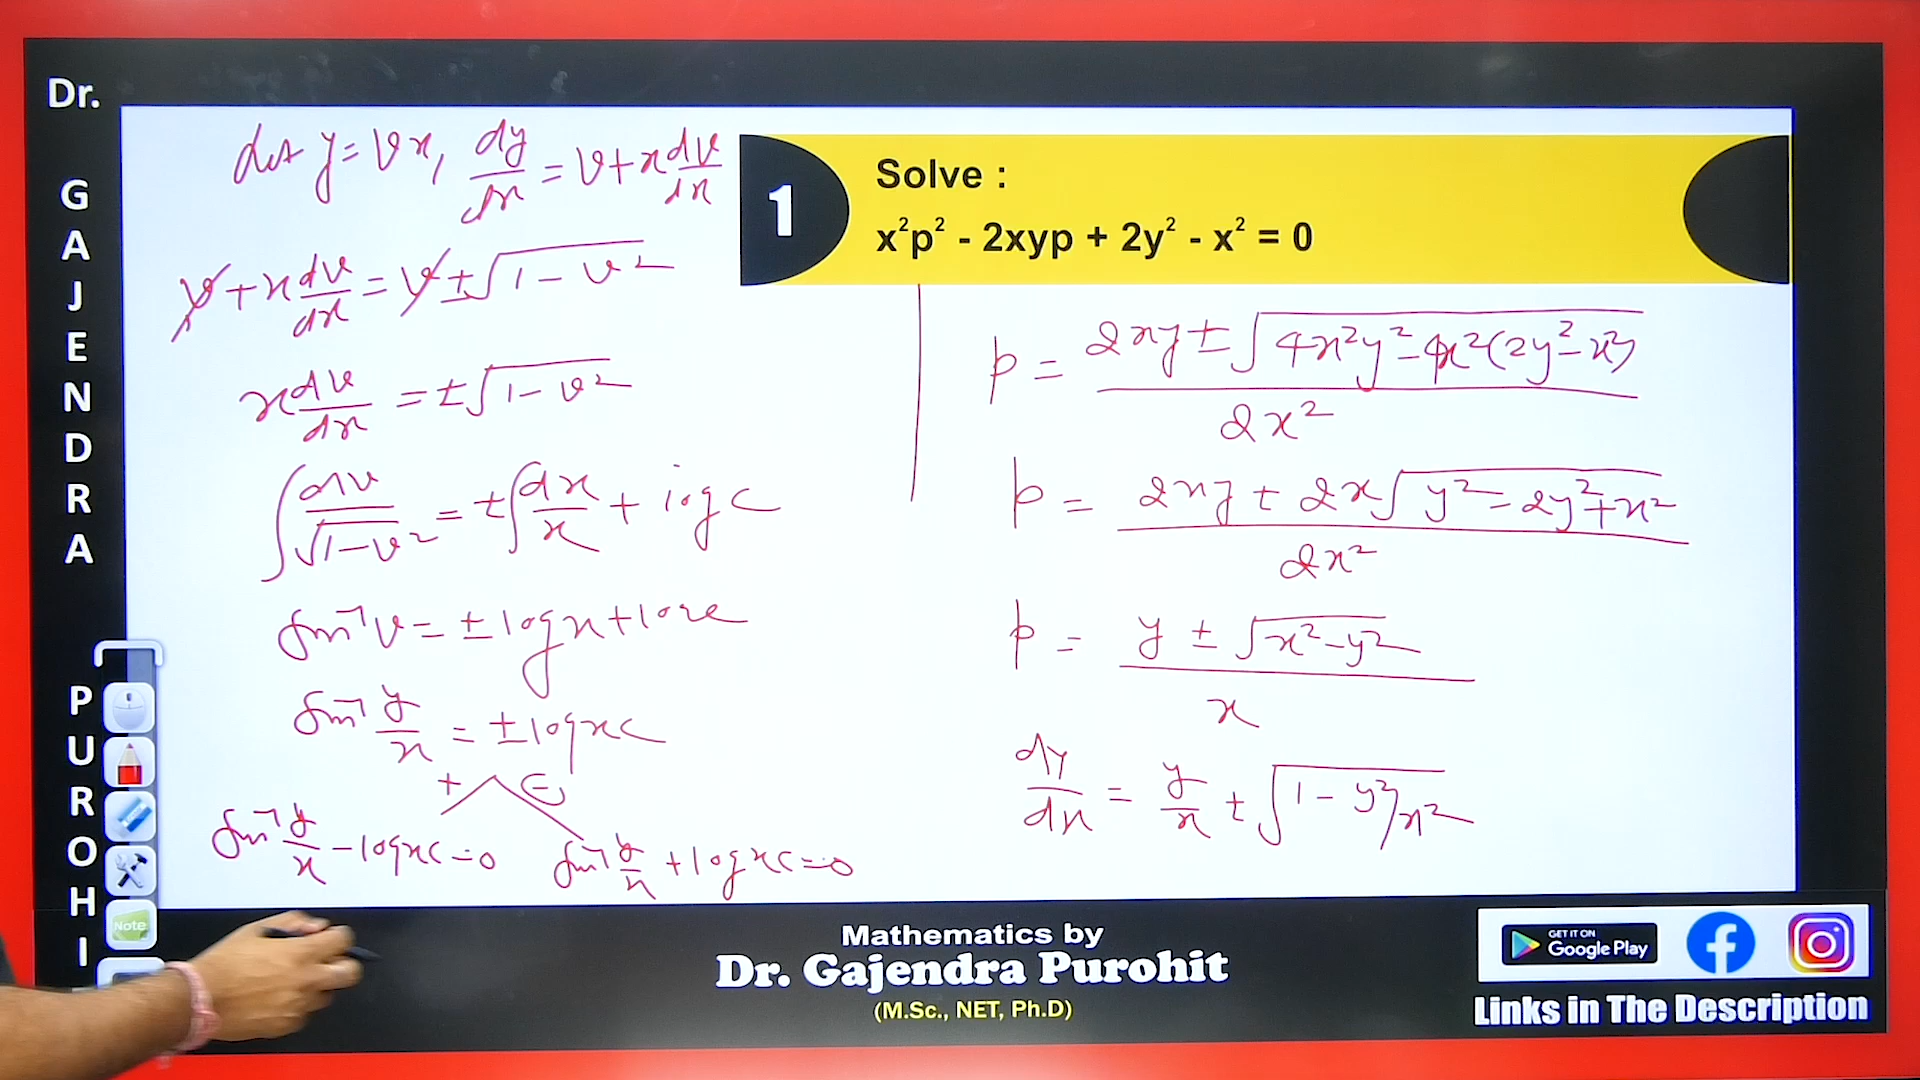 Dr.
GAJENDRA
PUROHI
1
Solve :
x²p² - 2xyp + 2y² - x² = 0
Let y = vx, dy/dx = v + x dv/dx
v + x dv/dx = v ± √(1 - v²)
x dv/dx = ± √(1 - v²)
∫ dv/√(1 - v²) = ± ∫ dx/x + log c
sin⁻¹ v = ± log x + log c
sin⁻¹ y/x = ± log xc
+ (-)
sin⁻¹ y/x - log xc = 0
sin⁻¹ y/x + log xc = 0
p = (2xy ± √(4x²y² - 4x²(2y² - x²)))/2x²
p = (2xy ± 2x√(y² - 2y² + x²))/2x²
p = (y ± √(x² - y²))/x
dy/dx = y/x ± √(1 - y²/x²)
Note
Mathematics by
Dr. Gajendra Purohit
(M.Sc., NET, Ph.D)
GET IT ON
Google Play
Links in The Description